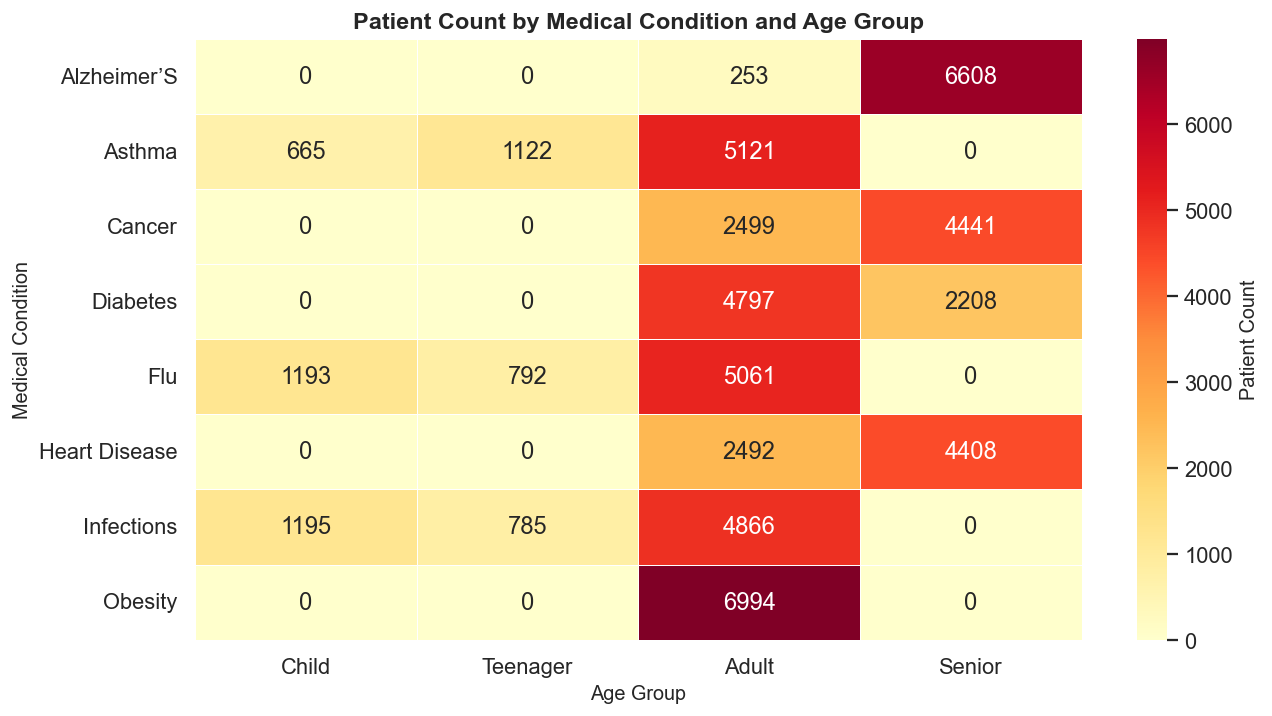 Patient Count by Medical Condition and Age Group
Medical Condition
Alzheimer’S 0 0 253 6608
Asthma 665 1122 5121 0
Cancer 0 0 2499 4441
Diabetes 0 0 4797 2208
Flu 1193 792 5061 0
Heart Disease 0 0 2492 4408
Infections 1195 785 4866 0
Obesity 0 0 6994 0
Child Teenager Adult Senior
Age Group
6000
5000
4000
3000
2000
1000
0
Patient Count